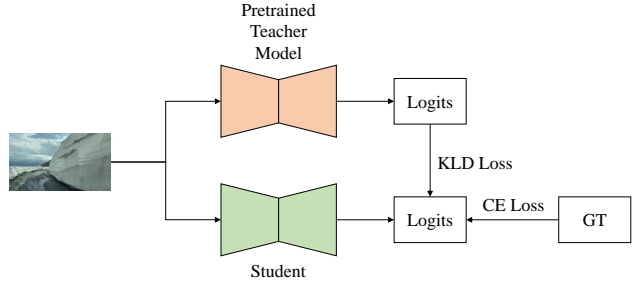 Pretrained
Teacher
Model
Logits
KLD Loss
Logits
CE Loss
GT
Student